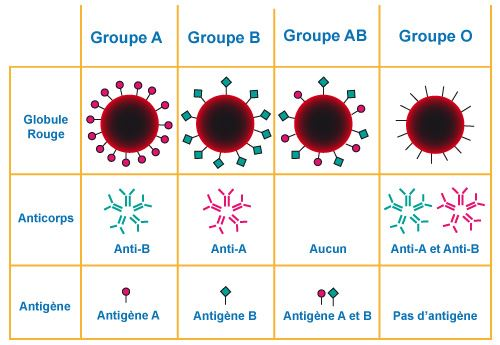 Groupe A Groupe B Groupe AB Groupe O
Globule
Rouge
Anticorps
Anti-B Anti-A Aucun Anti-A et Anti-B
Antigène
Antigène A Antigène B Antigène A et B Pas d'antigène